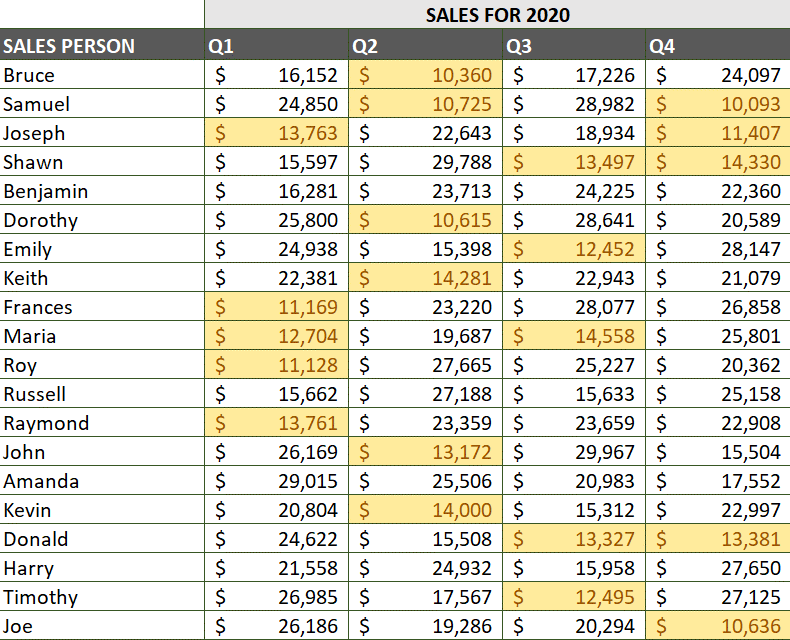 SALES FOR 2020
SALES PERSON Q1 Q2 Q3 Q4
Bruce $ 16,152 $ 10,360 $ 17,226 $ 24,097
Samuel $ 24,850 $ 10,725 $ 28,982 $ 10,093
Joseph $ 13,763 $ 22,643 $ 18,934 $ 11,407
Shawn $ 15,597 $ 29,788 $ 13,497 $ 14,330
Benjamin $ 16,281 $ 23,713 $ 24,225 $ 22,360
Dorothy $ 25,800 $ 10,615 $ 28,641 $ 20,589
Emily $ 24,938 $ 15,398 $ 12,452 $ 28,147
Keith $ 22,381 $ 14,281 $ 22,943 $ 21,079
Frances $ 11,169 $ 23,220 $ 28,077 $ 26,858
Maria $ 12,704 $ 19,687 $ 14,558 $ 25,801
Roy $ 11,128 $ 27,665 $ 25,227 $ 20,362
Russell $ 15,662 $ 27,188 $ 15,633 $ 25,158
Raymond $ 13,761 $ 23,359 $ 23,659 $ 22,908
John $ 26,169 $ 13,172 $ 29,967 $ 15,504
Amanda $ 29,015 $ 25,506 $ 20,983 $ 17,552
Kevin $ 20,804 $ 14,000 $ 15,312 $ 22,997
Donald $ 24,622 $ 15,508 $ 13,327 $ 13,381
Harry $ 21,558 $ 24,932 $ 15,958 $ 27,650
Timothy $ 26,985 $ 17,567 $ 12,495 $ 27,125
Joe $ 26,186 $ 19,286 $ 20,294 $ 10,636